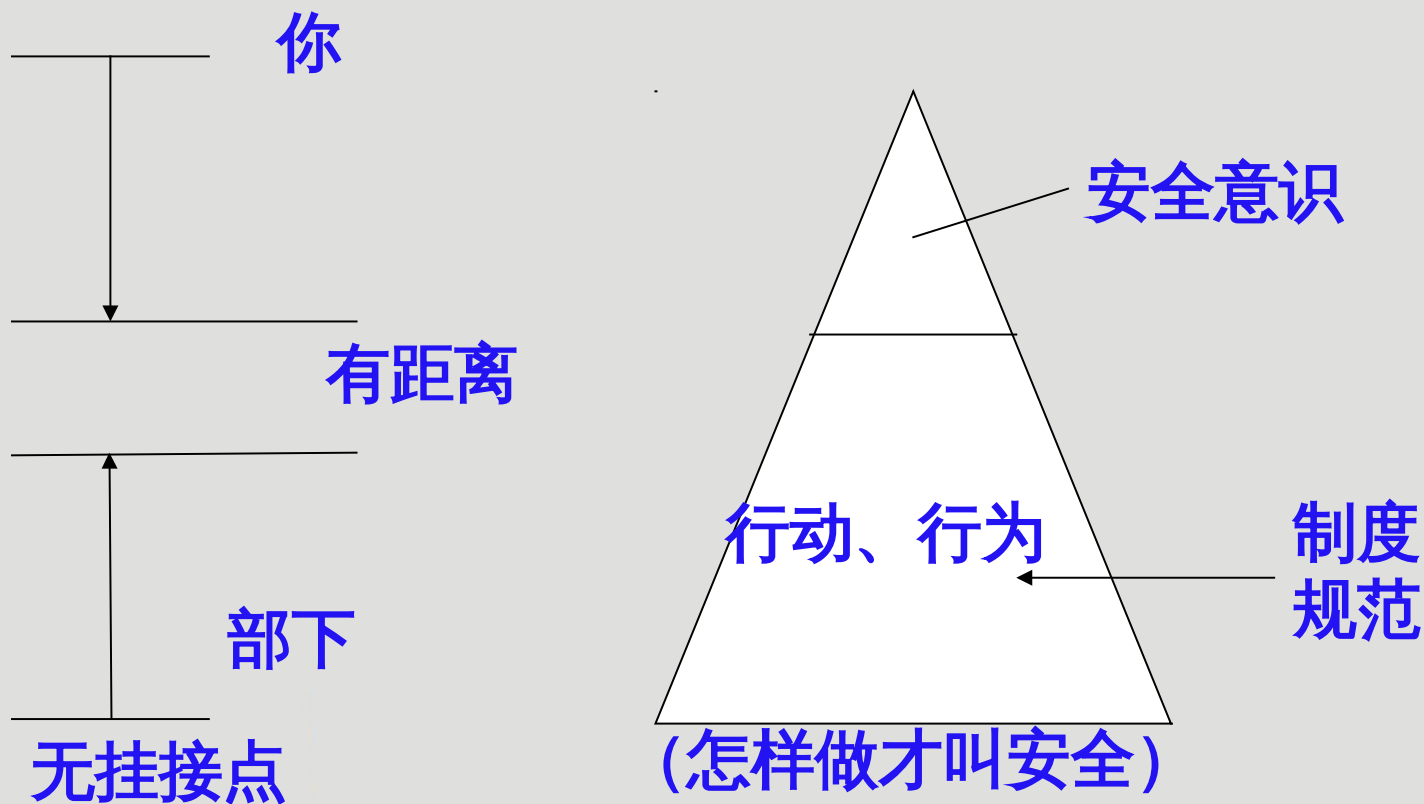 你
有距离
部下
无挂接点
安全意识
行动、行为
制度
规范
（怎样做才叫安全）